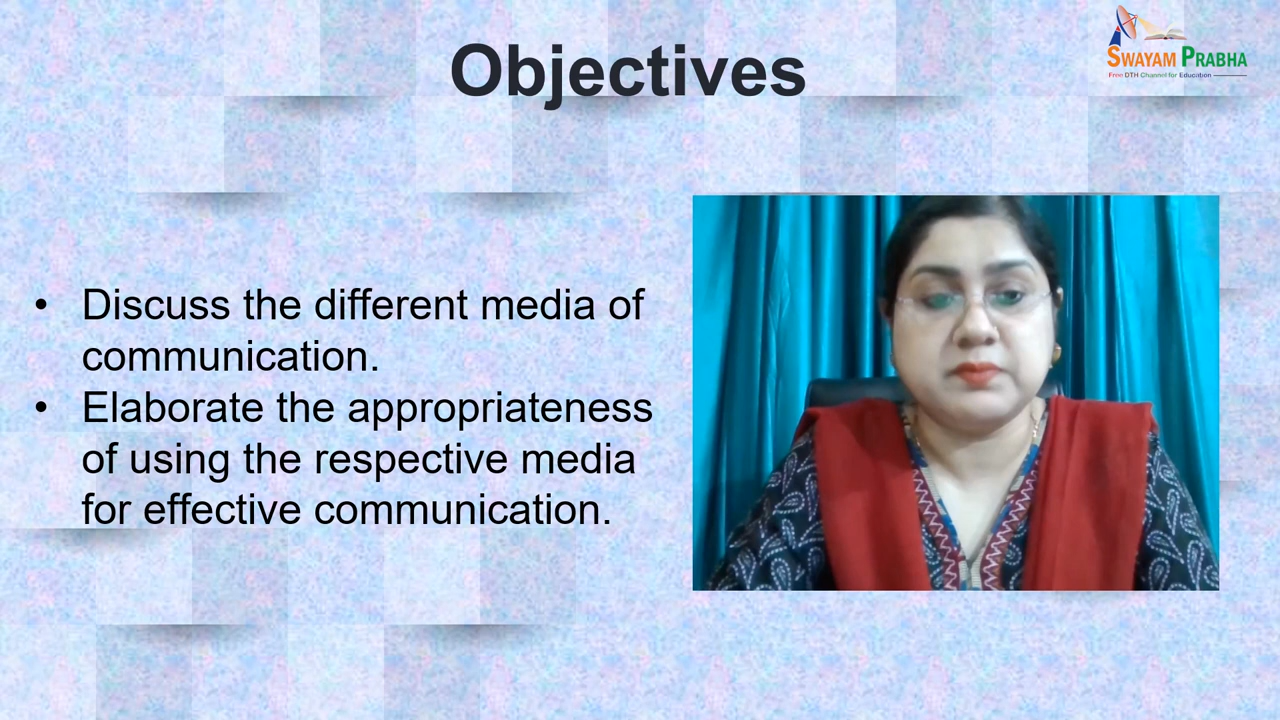 Objectives
SWAYAM PRABHA
Free DTH Channel for Education
• Discuss the different media of
communication.
• Elaborate the appropriateness
of using the respective media
for effective communication.